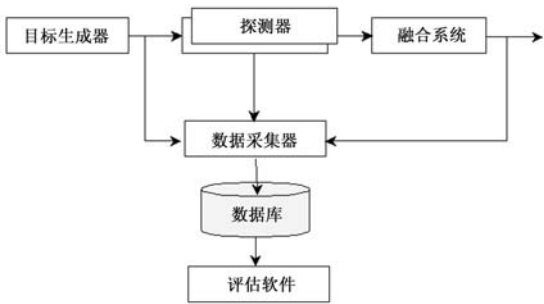 目标生成器
探测器
融合系统
数据采集器
数据库
评估软件